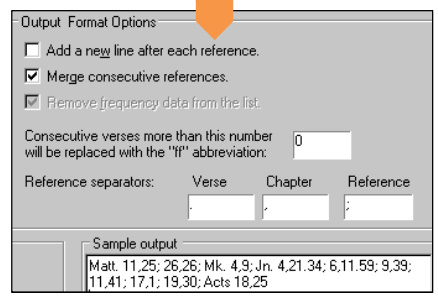 Output Format Options
Add a new line after each reference.
Merge consecutive references.
Remove frequency data from the list.
Consecutive verses more than this number
will be replaced with the "ff" abbreviation:
0
Reference separators:
Verse
Chapter
Reference
.
,
;
Sample output
Matt. 11,25; 26,26; Mk. 4,9; Jn. 4,21.34; 6,11.59; 9,39;
11,41; 17,1; 19,30; Acts 18,25